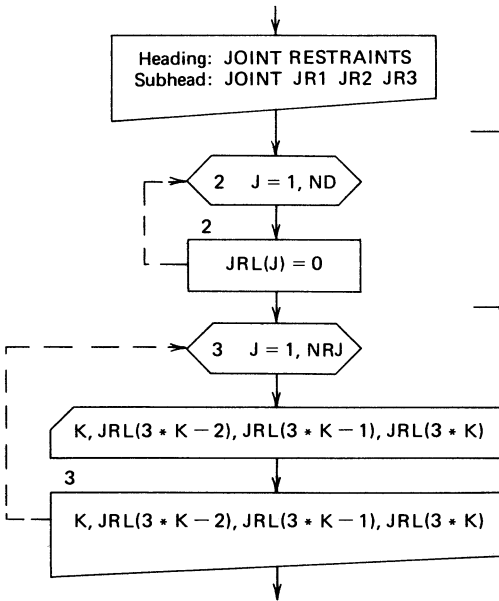 Heading: JOINT RESTRAINTS
Subhead: JOINT JR1 JR2 JR3
2 J = 1, ND
2
JRL(J) = 0
3 J = 1, NRJ
K, JRL(3 * K − 2), JRL(3 * K − 1), JRL(3 * K)
3
K, JRL(3 * K − 2), JRL(3 * K − 1), JRL(3 * K)